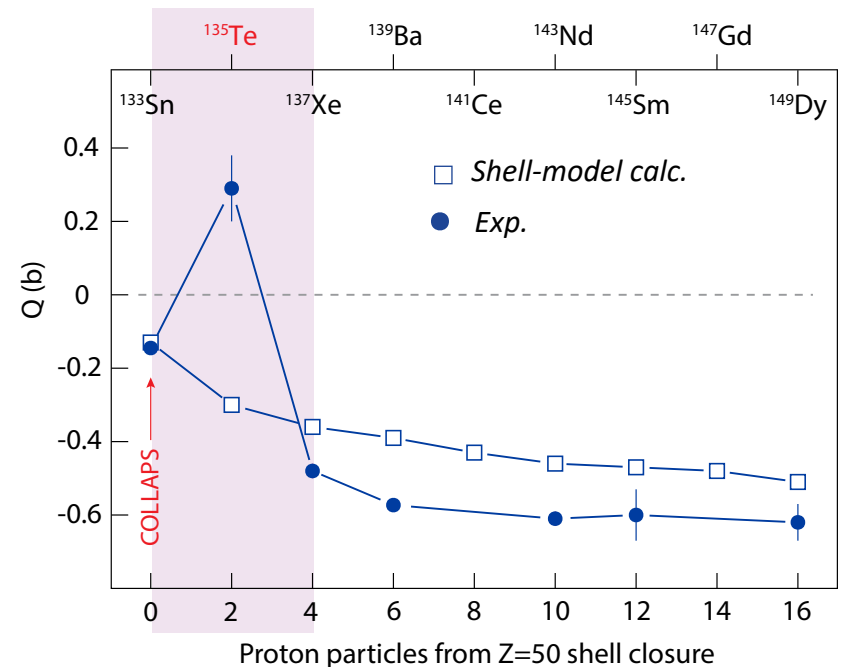 ¹³⁵Te ¹³⁹Ba ¹⁴³Nd ¹⁴⁷Gd
¹³³Sn ¹³⁷Xe ¹⁴¹Ce ¹⁴⁵Sm ¹⁴⁹Dy
Shell-model calc.
Exp.
Q (b)
0.4
0.2
0
-0.2
-0.4
-0.6
COLLAPS
0 2 4 6 8 10 12 14 16
Proton particles from Z=50 shell closure